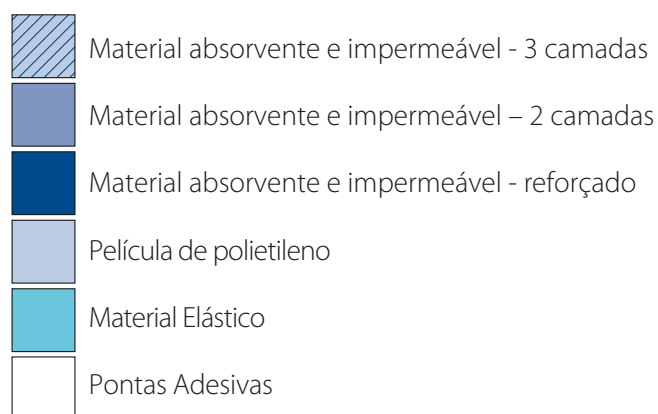 Material absorvente e impermeável - 3 camadas
Material absorvente e impermeável – 2 camadas
Material absorvente e impermeável - reforçado
Película de polietileno
Material Elástico
Pontas Adesivas